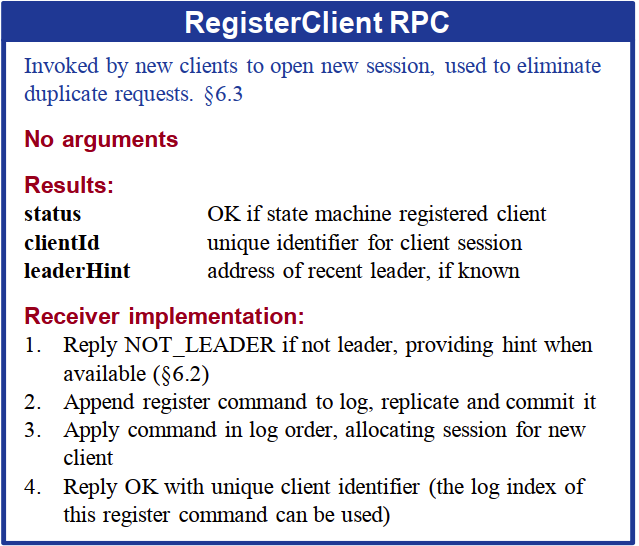 RegisterClient RPC
Invoked by new clients to open new session, used to eliminate
duplicate requests. §6.3
No arguments
Results:
status OK if state machine registered client
clientId unique identifier for client session
leaderHint address of recent leader, if known
Receiver implementation:
1. Reply NOT_LEADER if not leader, providing hint when
available (§6.2)
2. Append register command to log, replicate and commit it
3. Apply command in log order, allocating session for new
client
4. Reply OK with unique client identifier (the log index of
this register command can be used)